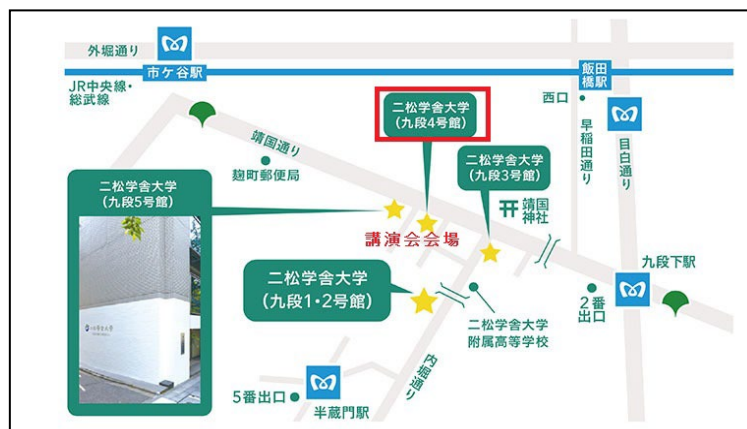 外堀通り
市ケ谷駅
JR中央線・
総武線
飯田
橋駅
西口
早稲田通り
目白通り
二松学舎大学
(九段4号館)
靖国通り
麹町郵便局
二松学舎大学
(九段3号館)
二松学舎大学
(九段5号館)
靖国
神社
講演会会場
九段下駅
二松学舎大学
(九段1・2号館)
2番
出口
二松学舎大学
附属高等学校
内堀通り
5番出口
半蔵門駅